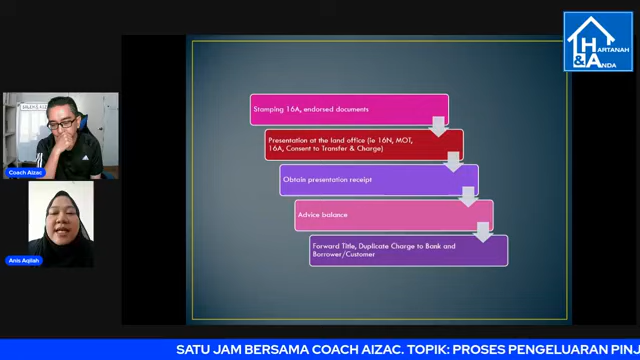 HARTANAH
& ANDA
Stamping 16A, endorsed documents
Presentation at the land office (ie 16N, MOT,
16A, Consent to Transfer & Charge)
Obtain presentation receipt
Advice balance
Forward Title, Duplicate Charge to Bank and
Borrower/Customer
Coach Aizac
Anis Aqilah
SATU JAM BERSAMA COACH AIZAC. TOPIK: PROSES PENGELUARAN PINJ